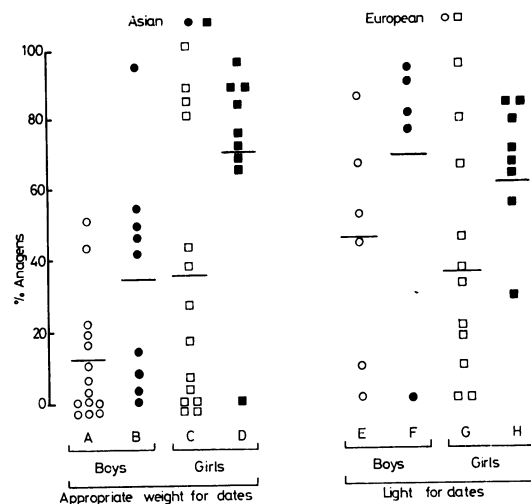 Asian ● ■ European ○ □
100
80
60
40
20
0
% Anagens
A B C D E F G H
Boys Girls Boys Girls
Appropriate weight for dates Light for dates